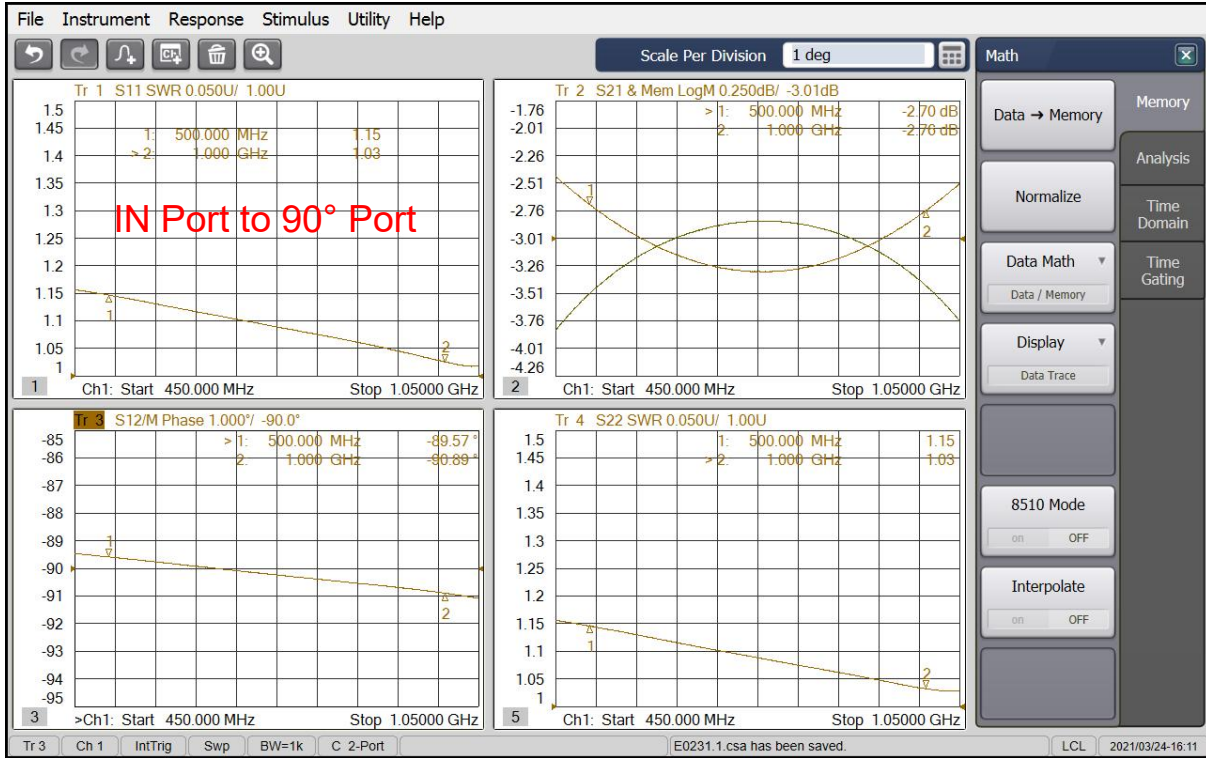 File Instrument Response Stimulus Utility Help
Scale Per Division 1 deg
Math
Tr 1 S11 SWR 0.050U/ 1.00U
1.5
1.45
1.4
1.35
1.3
1.25
1.2
1.15
1.1
1.05
1
1: 500.000 MHz 1.15
> 2: 1.000 GHz 1.03
IN Port to 90° Port
1
2
1 Ch1: Start 450.000 MHz Stop 1.05000 GHz
Tr 2 S21 & Mem LogM 0.250dB/ -3.01dB
-1.76
-2.01
-2.26
-2.51
-2.76
-3.01
-3.26
-3.51
-3.76
-4.01
-4.26
> 1: 500.000 MHz -2.70 dB
2: 1.000 GHz -2.76 dB
1
2
2 Ch1: Start 450.000 MHz Stop 1.05000 GHz
Tr 3 S12/M Phase 1.000°/ -90.0°
-85
-86
-87
-88
-89
-90
-91
-92
-93
-94
-95
> 1: 500.000 MHz -89.57 °
2: 1.000 GHz -90.89 °
1
2
3 >Ch1: Start 450.000 MHz Stop 1.05000 GHz
Tr 4 S22 SWR 0.050U/ 1.00U
1.5
1.45
1.4
1.35
1.3
1.25
1.2
1.15
1.1
1.05
1
1: 500.000 MHz 1.15
> 2: 1.000 GHz 1.03
1
2
5 Ch1: Start 450.000 MHz Stop 1.05000 GHz
Data → Memory
Normalize
Data Math
Data / Memory
Display
Data Trace
8510 Mode
on OFF
Interpolate
on OFF
Memory
Analysis
Time
Domain
Time
Gating
Tr 3 Ch 1 IntTrig Swp BW=1k C 2-Port E0231.1.csa has been saved. LCL 2021/03/24-16:11